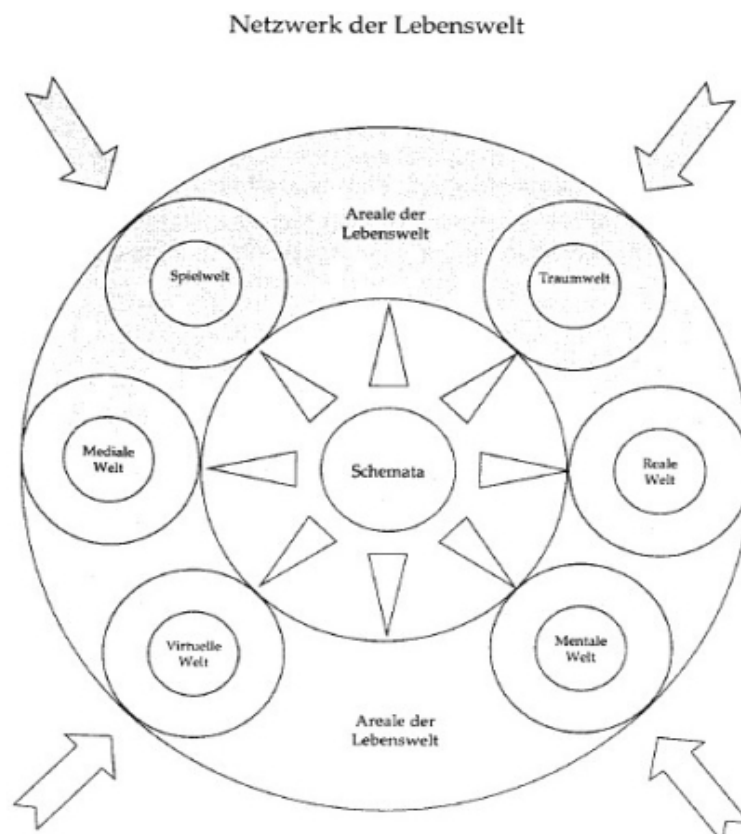 Netzwerk der Lebenswelt
Areale der
Lebenswelt
Spielwelt
Traumwelt
Mediale
Welt
Schemata
Reale
Welt
Virtuelle
Welt
Mentale
Welt
Areale der
Lebenswelt